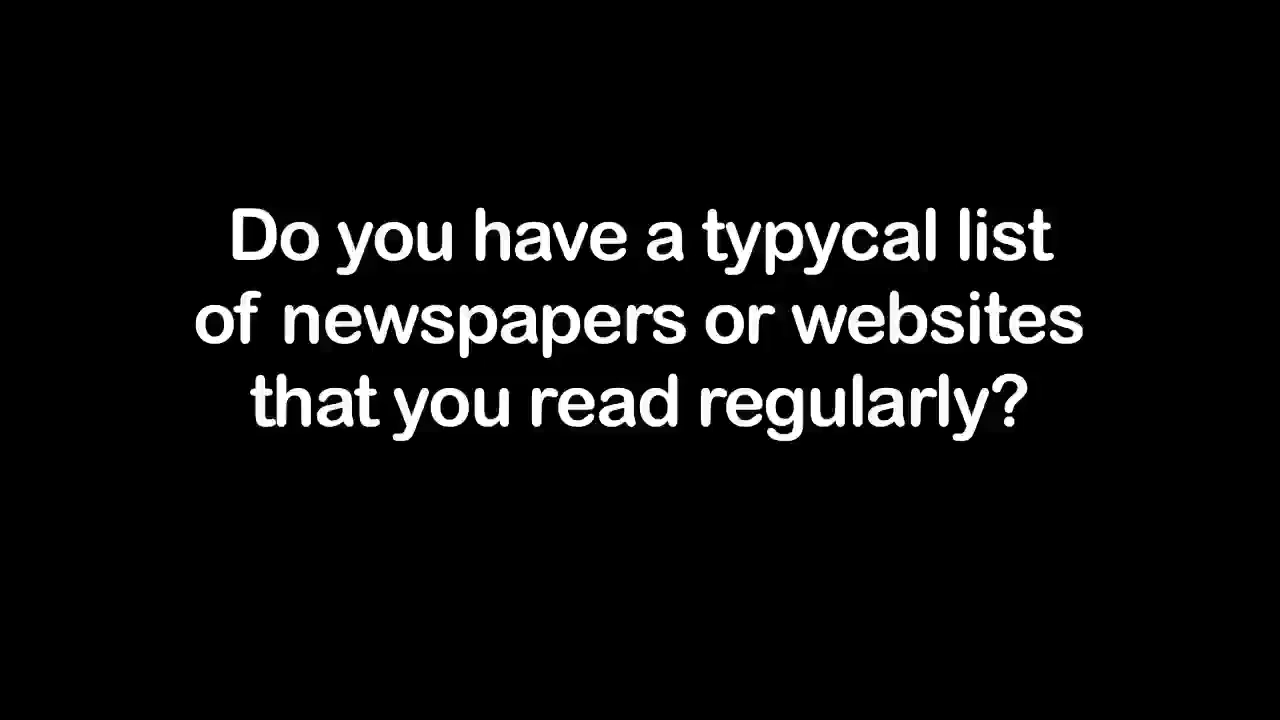 Do you have a typycal list
of newspapers or websites
that you read regularly?